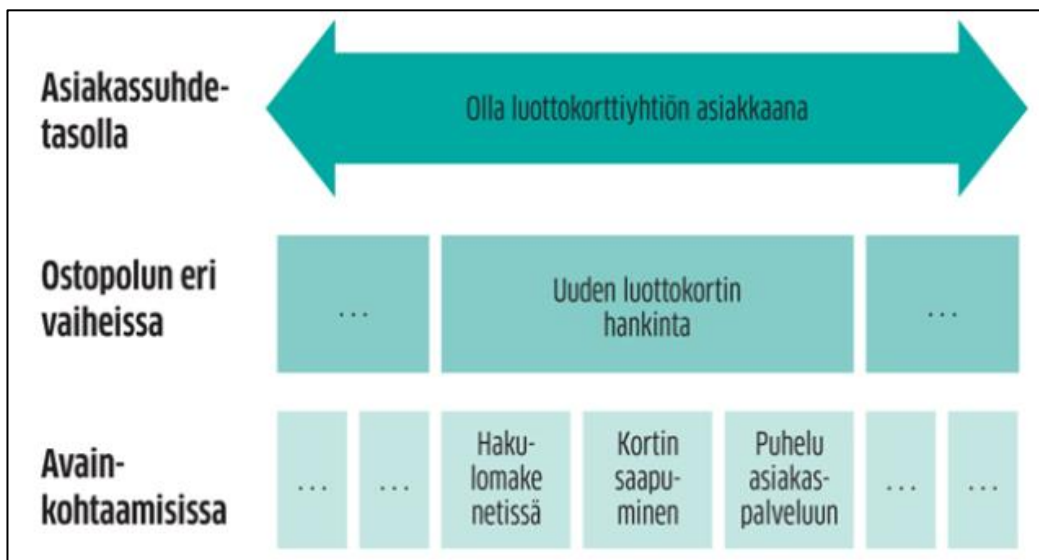 Asiakassuhde-
tasolla
Olla luottokorttiyhtiön asiakkaana
Ostopolun eri
vaiheissa
...
Uuden luottokortin
hankinta
...
Avain-
kohtaamisissa
...
...
Haku-
lomake
netissä
Kortin
saapu-
minen
Puhelu
asiakas-
palveluun
...
...